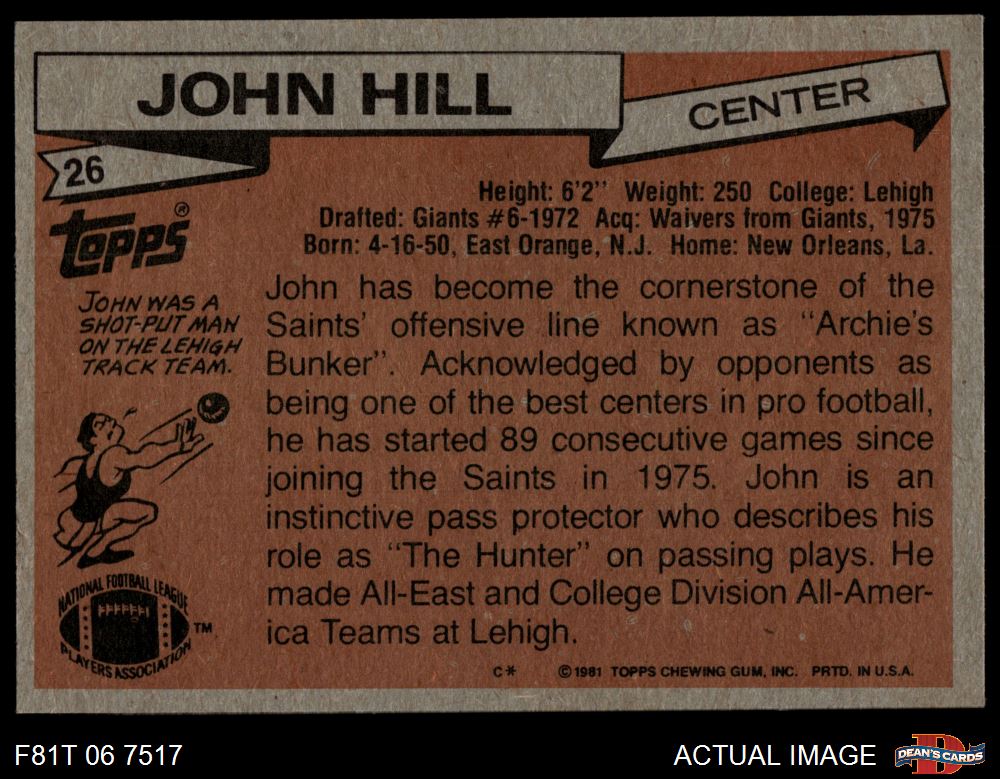 JOHN HILL
CENTER
26
Height: 6'2'' Weight: 250 College: Lehigh
Drafted: Giants #6-1972 Acq: Waivers from Giants, 1975
Born: 4-16-50, East Orange, N.J. Home: New Orleans, La.
Topps®
JOHN WAS A
SHOT-PUT MAN
ON THE LEHIGH
TRACK TEAM.
John has become the cornerstone of the
Saints' offensive line known as "Archie's
Bunker". Acknowledged by opponents as
being one of the best centers in pro football,
he has started 89 consecutive games since
joining the Saints in 1975. John is an
instinctive pass protector who describes his
role as "The Hunter" on passing plays. He
made All-East and College Division All-Amer-
ica Teams at Lehigh.
NATIONAL FOOTBALL LEAGUE
PLAYERS ASSOCIATION
TM
C* ©1981 TOPPS CHEWING GUM, INC. PRTD. IN U.S.A.
F81T 06 7517
ACTUAL IMAGE
D
DEAN'S CARDS